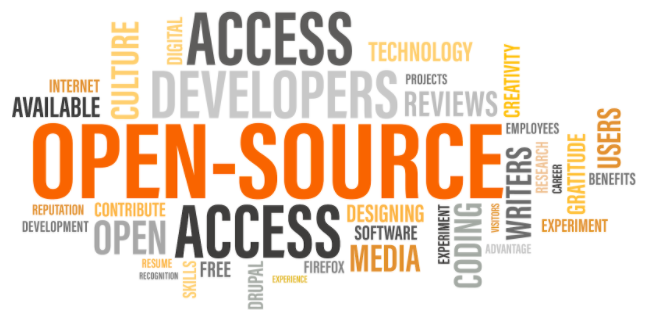 ACCESS
DIGITAL
CULTURE
TECHNOLOGY
DEVELOPERS
PROJECTS
CREATIVITY
INTERNET
AVAILABLE
REVIEWS
OPEN-SOURCE
EMPLOYEES
USERS
GRATITUDE
RESEARCH
CAREER
WRITERS
BENEFITS
REPUTATION
CONTRIBUTE
DEVELOPMENT
OPEN
ACCESS
DESIGNING
SOFTWARE
EXPERIMENT
CODING
VISITORS
EXPERIMENT
ADVANTAGE
RESUME
RECOGNITION
SKILLS
FREE
DRUPAL
EXPERIENCE
FIREFOX
MEDIA